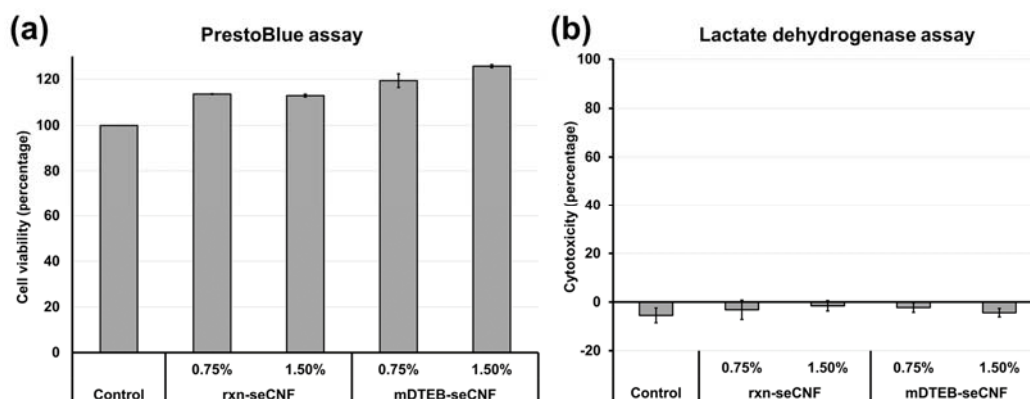 (a)
PrestoBlue assay
Cell viability (percentage)
120
100
80
60
40
20
0
0.75%
1.50%
0.75%
1.50%
Control
rxn-seCNF
mDTEB-seCNF
(b)
Lactate dehydrogenase assay
Cytotoxicity (percentage)
100
80
60
40
20
0
-20
0.75%
1.50%
0.75%
1.50%
Control
rxn-seCNF
mDTEB-seCNF